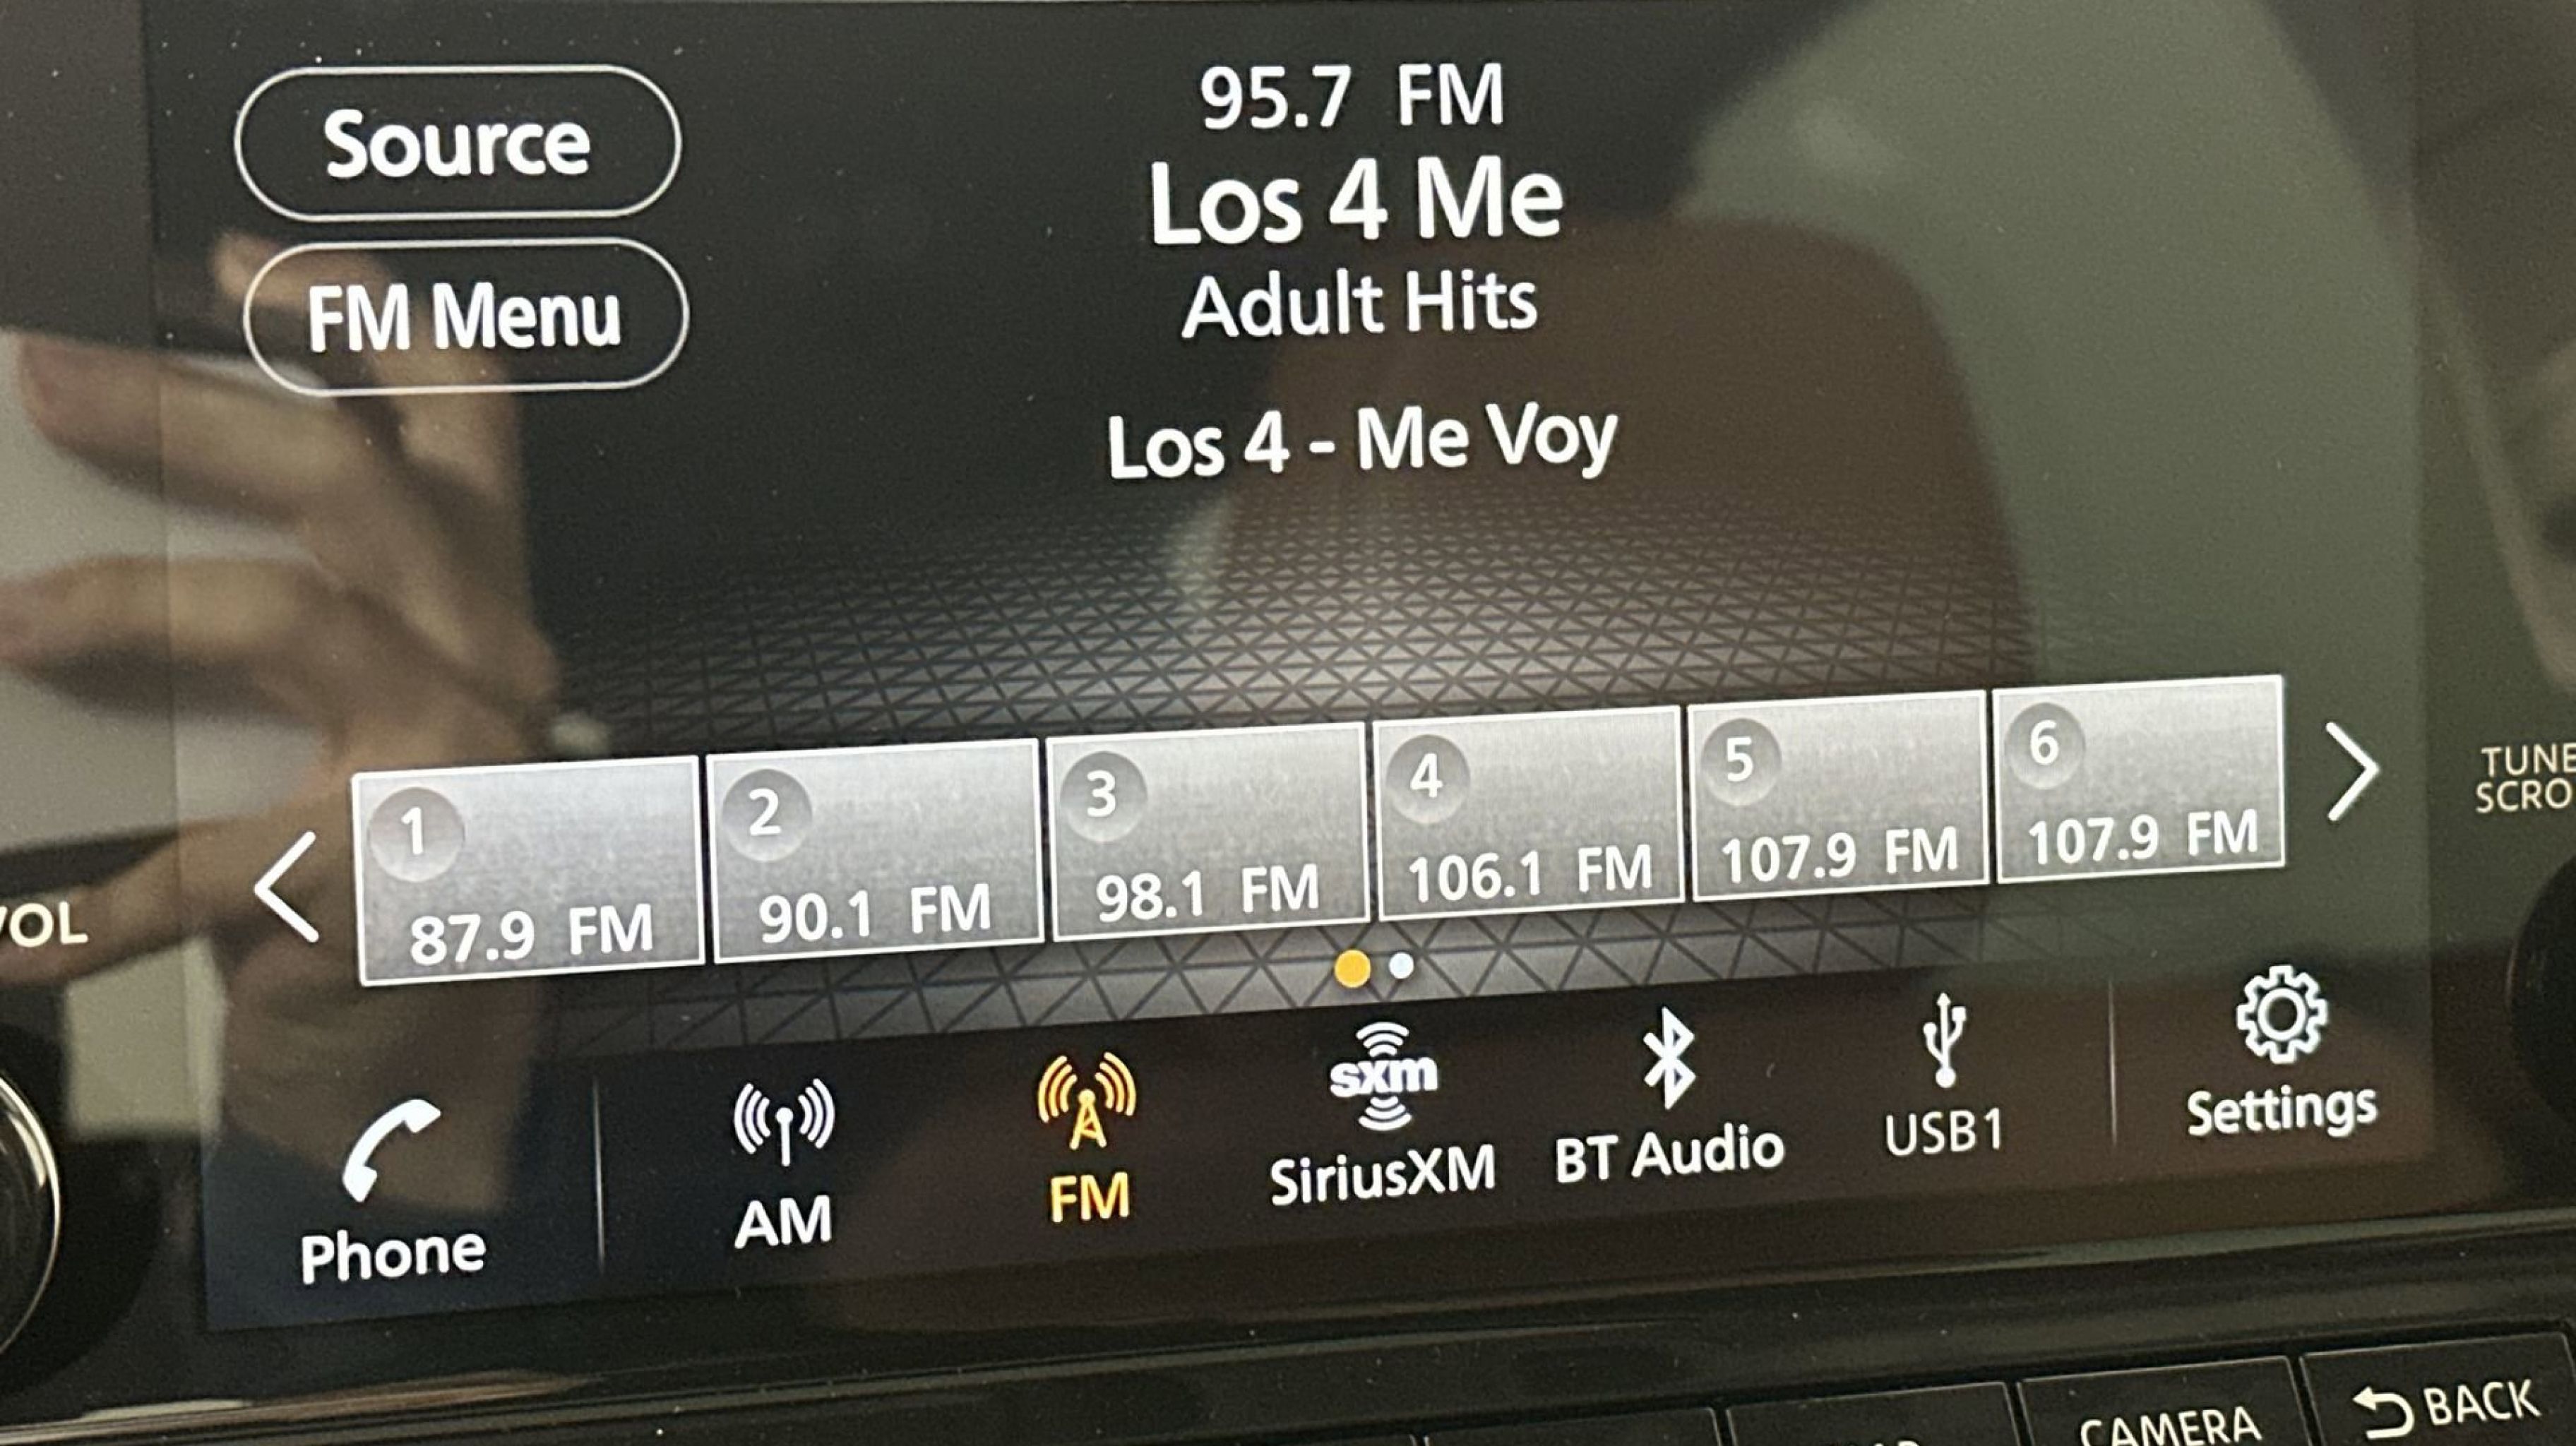 95.7 FM
Source
Los 4 Me
FM Menu
Adult Hits
Los 4 - Me Voy
1
87.9 FM
2
90.1 FM
3
98.1 FM
4
106.1 FM
5
107.9 FM
6
107.9 FM
TUNE
SCRO
VOL
Phone
AM
FM
sxm
SiriusXM
BT Audio
USB1
Settings
CAMERA
BACK